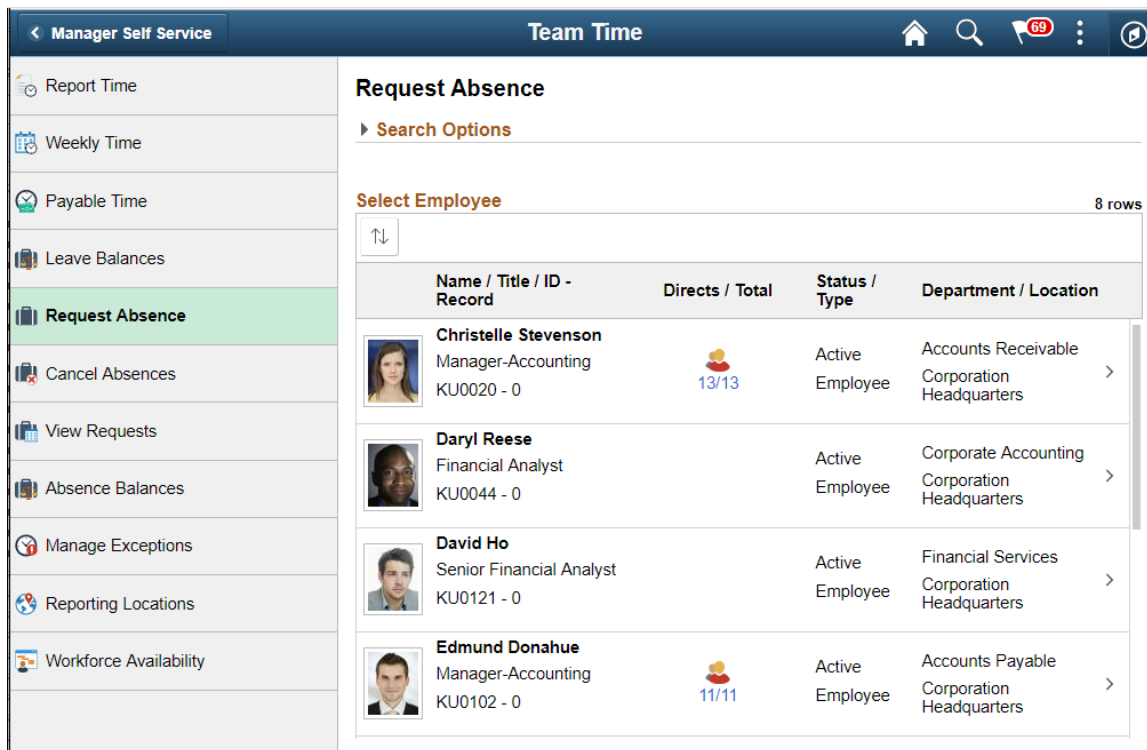 Manager Self Service
Team Time
69
Report Time
Weekly Time
Payable Time
Leave Balances
Request Absence
Cancel Absences
View Requests
Absence Balances
Manage Exceptions
Reporting Locations
Workforce Availability
Request Absence
Search Options
Select Employee
8 rows
Name / Title / ID -
Record
Directs / Total
Status /
Type
Department / Location
Christelle Stevenson
Manager-Accounting
KU0020 - 0
13/13
Active
Employee
Accounts Receivable
Corporation
Headquarters
Daryl Reese
Financial Analyst
KU0044 - 0
Active
Employee
Corporate Accounting
Corporation
Headquarters
David Ho
Senior Financial Analyst
KU0121 - 0
Active
Employee
Financial Services
Corporation
Headquarters
Edmund Donahue
Manager-Accounting
KU0102 - 0
11/11
Active
Employee
Accounts Payable
Corporation
Headquarters